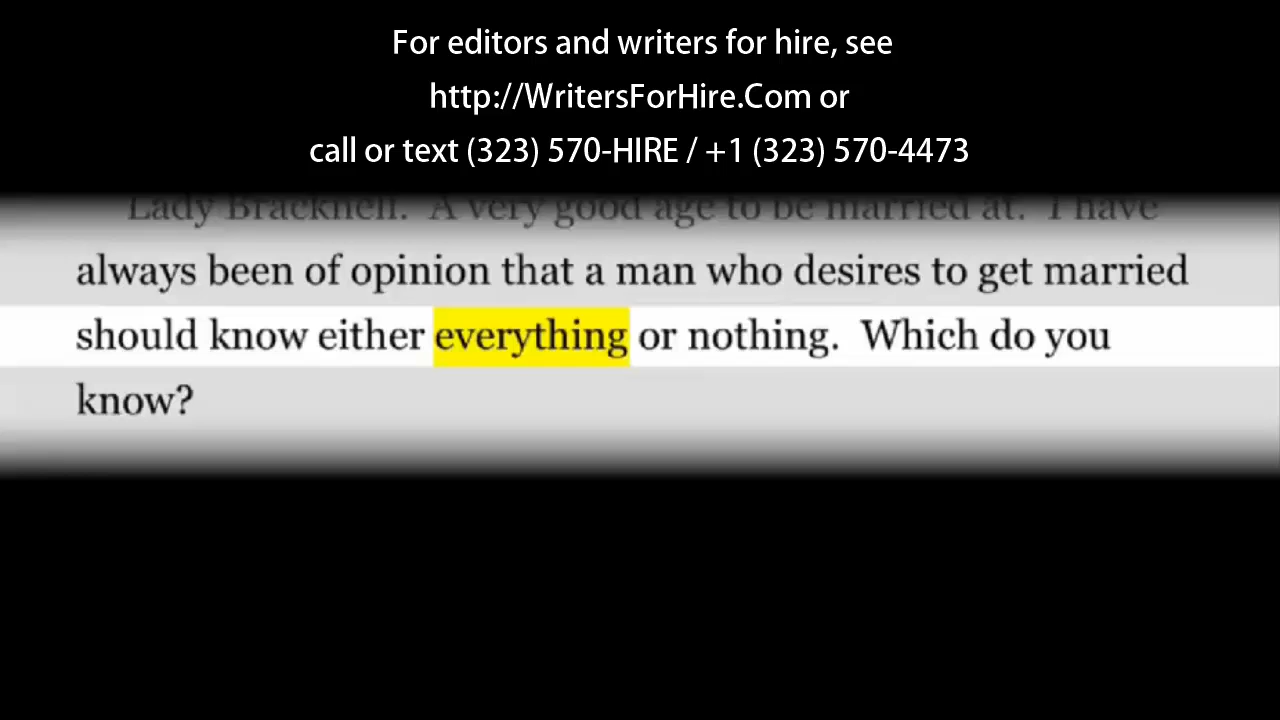 For editors and writers for hire, see
http://WritersForHire.Com or
call or text (323) 570-HIRE / +1 (323) 570-4473
Lady Bracknell.  A very good age to be married at.  I have
always been of opinion that a man who desires to get married
should know either everything or nothing.  Which do you
know?